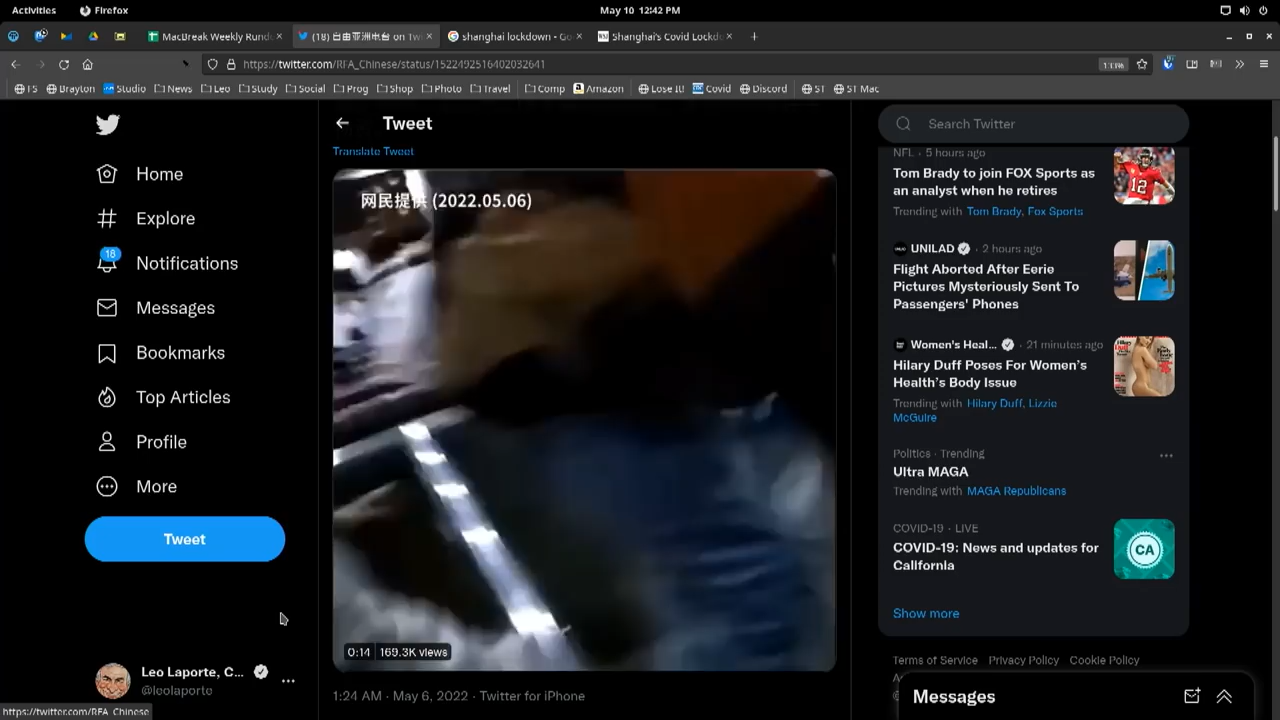 Activities
Firefox
May 10 12:42 PM
MacBreak Weekly Rund
(18) 自由亚洲电台 on Twi
shanghai lockdown - Go
WSJ
Shanghai's Covid Lockd
https://twitter.com/RFA_Chinese/status/1522492516402032641
133%
TS
Brayton
Studio
News
Leo
Study
Social
Prog
Shop
Photo
Travel
Comp
Amazon
Lose It!
Covid
Discord
ST
ST Mac
Home
Explore
18
Notifications
Messages
Bookmarks
Top Articles
Profile
More
Tweet
Leo Laporte, C...
@leolaporte
https://twitter.com/RFA_Chinese
Tweet
Translate Tweet
网民提供 (2022.05.06)
0:14
169.3K views
1:24 AM · May 6, 2022 · Twitter for iPhone
Search Twitter
NFL · 5 hours ago
Tom Brady to join FOX Sports as
an analyst when he retires
Trending with Tom Brady, Fox Sports
UNILAD · 2 hours ago
Flight Aborted After Eerie
Pictures Mysteriously Sent To
Passengers' Phones
Women's Heal... · 21 minutes ago
Hilary Duff Poses For Women's
Health's Body Issue
Trending with Hilary Duff, Lizzie
McGuire
Politics · Trending
Ultra MAGA
Trending with MAGA Republicans
COVID-19 · LIVE
COVID-19: News and updates for
California
CA
Show more
Terms of Service
Privacy Policy
Cookie Policy
Messages